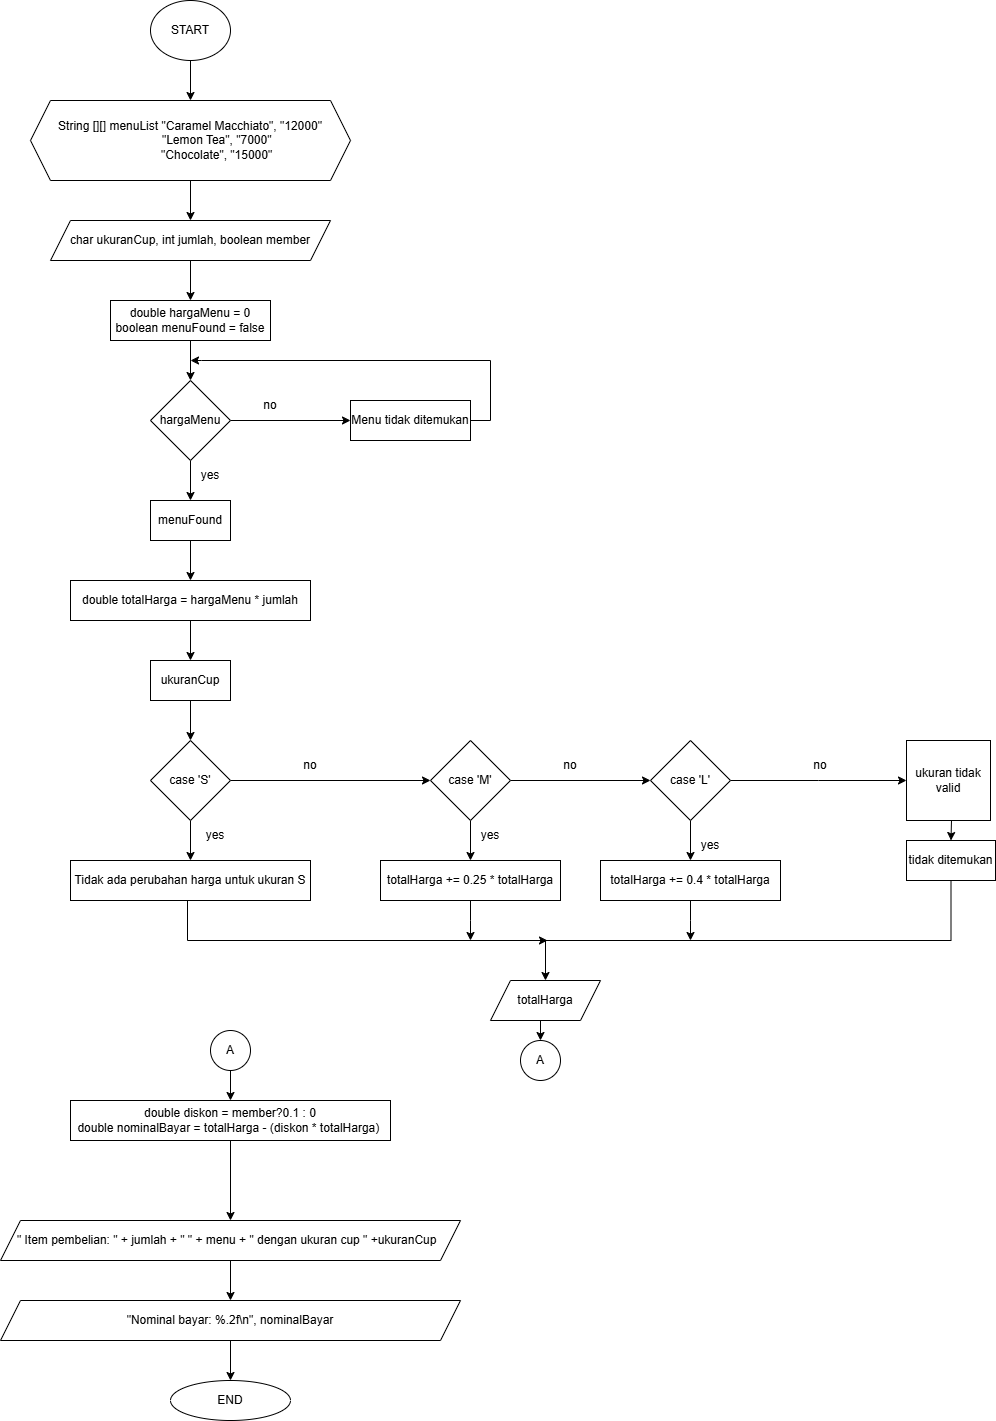 START
String [][] menuList "Caramel Macchiato", "12000"
"Lemon Tea", "7000"
"Chocolate", "15000"
char ukuranCup, int jumlah, boolean member
double hargaMenu = 0
boolean menuFound = false
hargaMenu
no
Menu tidak ditemukan
yes
menuFound
double totalHarga = hargaMenu * jumlah
ukuranCup
case 'S'
no
case 'M'
no
case 'L'
no
ukuran tidak
valid
yes
yes
yes
tidak ditemukan
Tidak ada perubahan harga untuk ukuran S
totalHarga += 0.25 * totalHarga
totalHarga += 0.4 * totalHarga
totalHarga
A
A
double diskon = member?0.1 : 0
double nominalBayar = totalHarga - (diskon * totalHarga)
" Item pembelian: " + jumlah + " " + menu + " dengan ukuran cup " +ukuranCup
"Nominal bayar: %.2f\n", nominalBayar
END